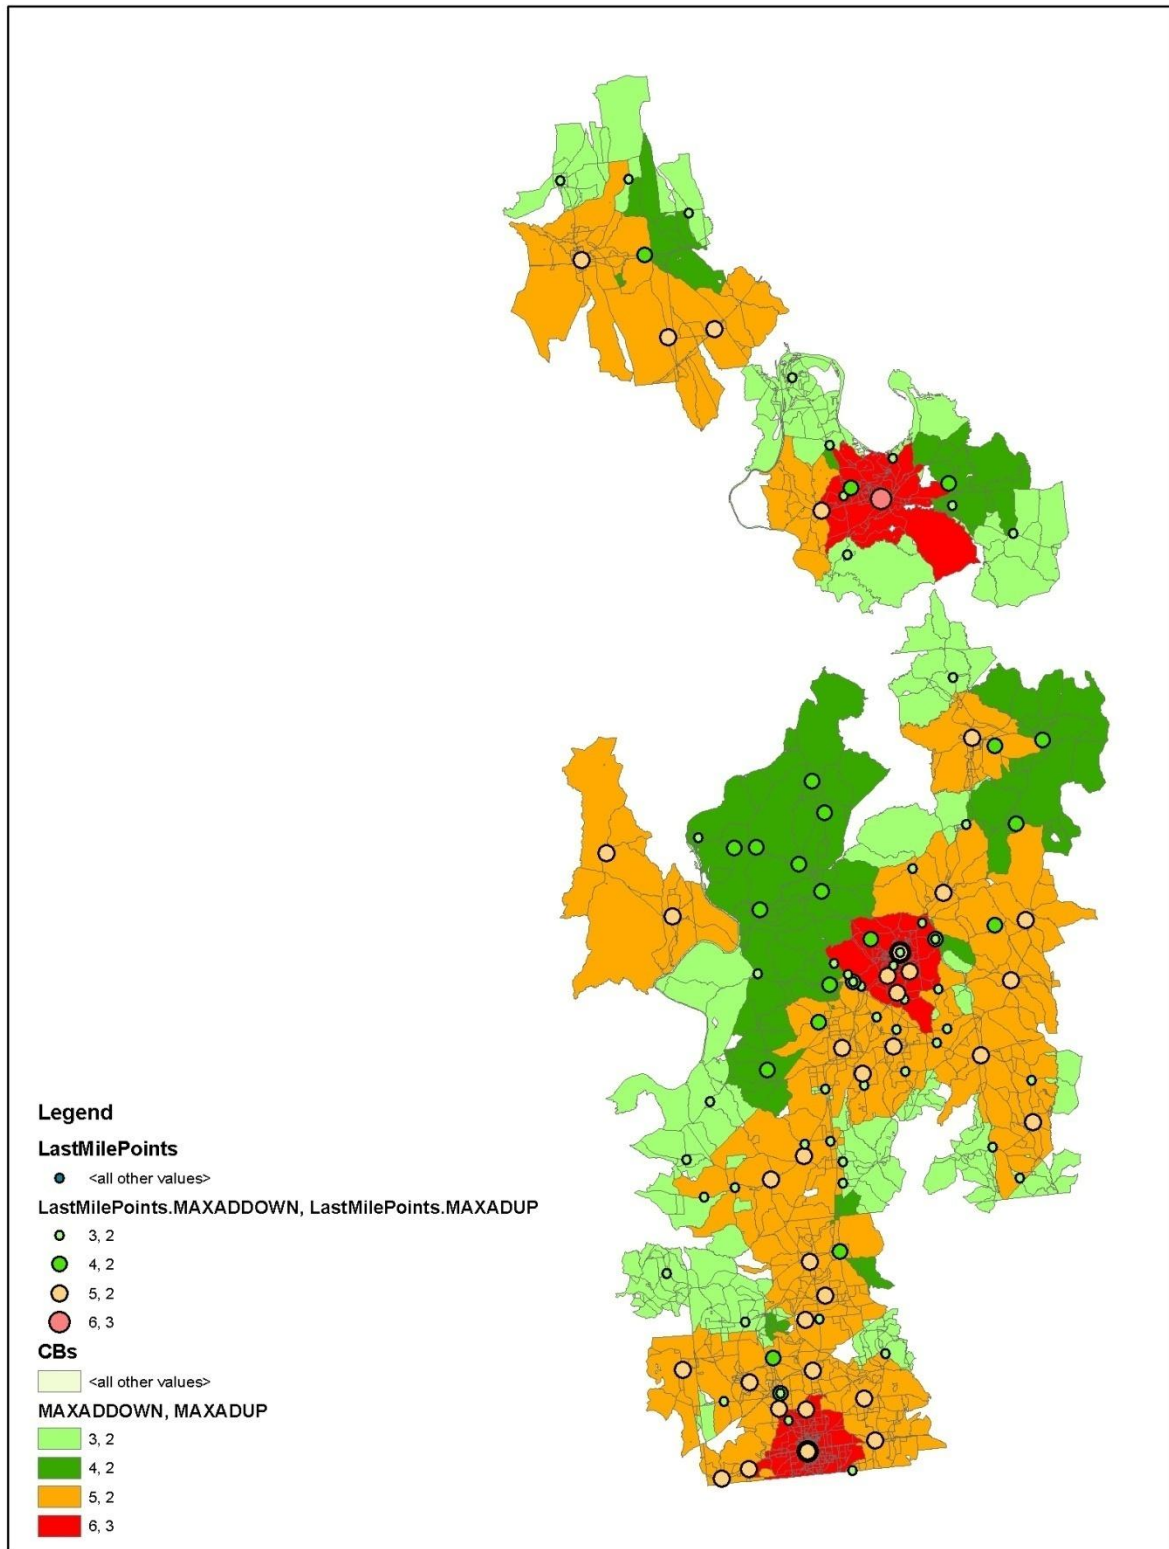 Legend
LastMilePoints
<all other values>
LastMilePoints.MAXADDOWN, LastMilePoints.MAXADUP
3, 2
4, 2
5, 2
6, 3
CBs
<all other values>
MAXADDOWN, MAXADUP
3, 2
4, 2
5, 2
6, 3